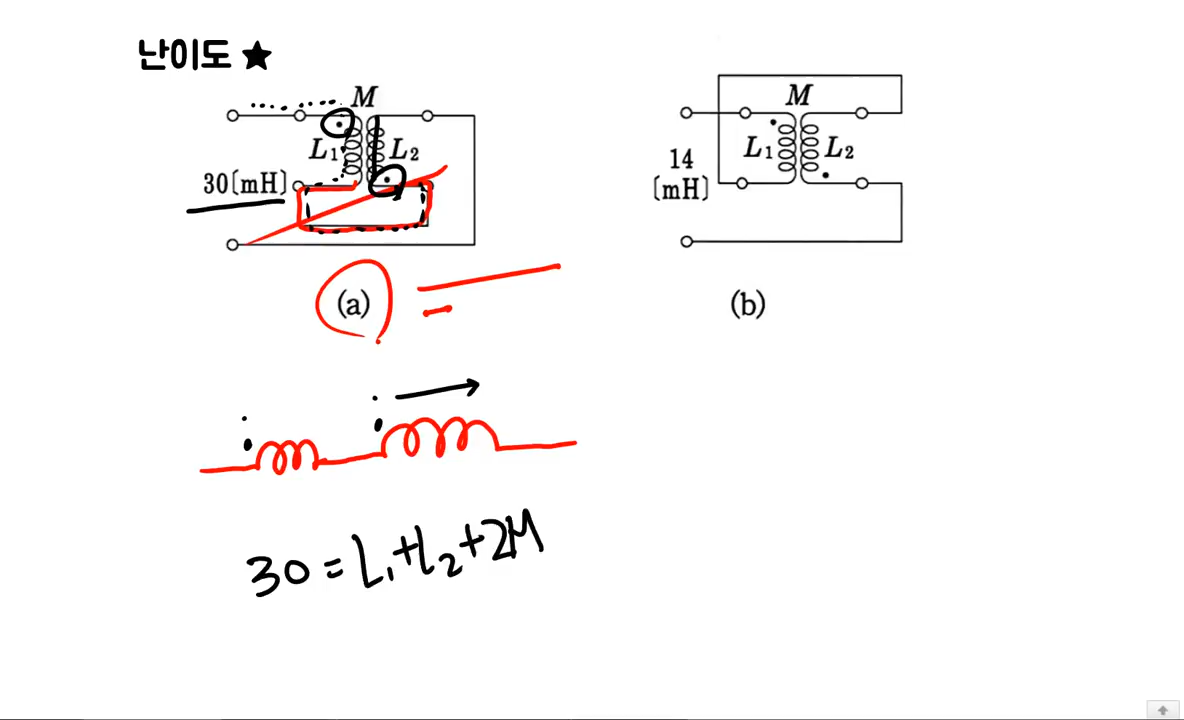 난이도 ★
M
L₁ L₂
30[mH]
(a)
M
L₁ L₂
14
[mH]
(b)
30 = L₁+L₂+2M